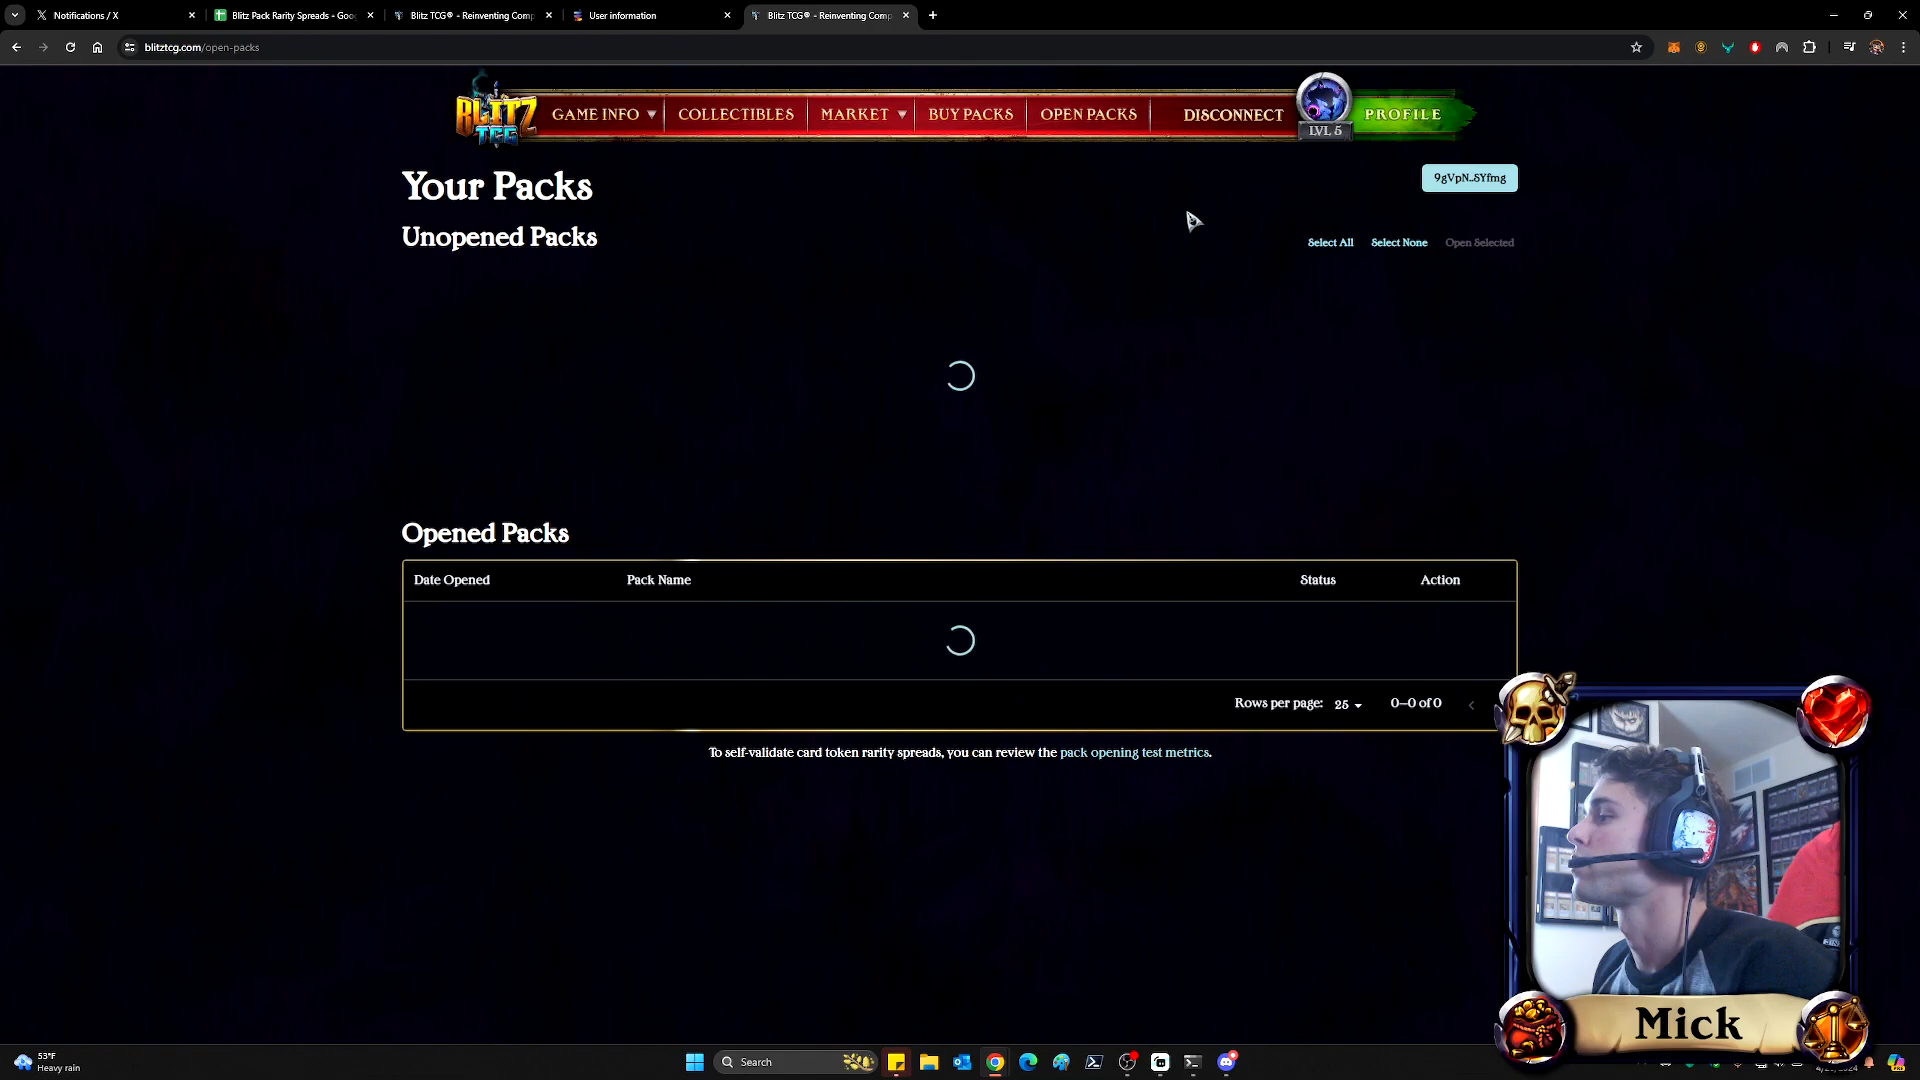 Notifications / X
Blitz Pack Rarity Spreads - Goo
Blitz TCG® - Reinventing Comp
User information
Blitz TCG® - Reinventing Comp
blitztcg.com/open-packs
BLITZ TCG
GAME INFO
COLLECTIBLES
MARKET
BUY PACKS
OPEN PACKS
DISCONNECT
LVL 5
PROFILE
Your Packs
9gVpN..SYfmg
Unopened Packs
Select All
Select None
Open Selected
Opened Packs
Date Opened
Pack Name
Status
Action
Rows per page:
25
0–0 of 0
To self-validate card token rarity spreads, you can review the pack opening test metrics.
Mick
53°F
Heavy rain
Search